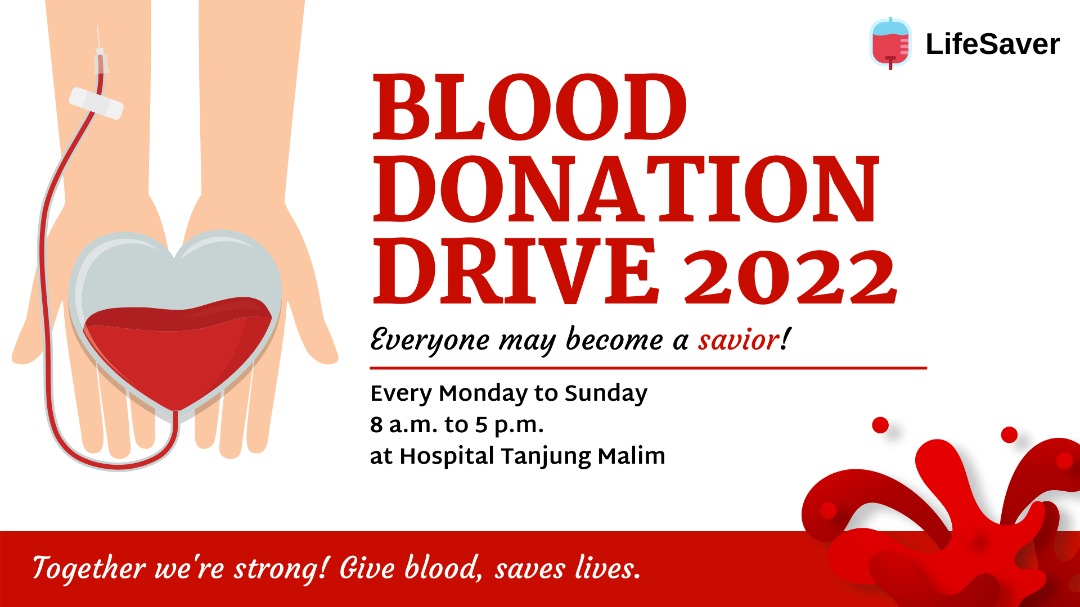 LifeSaver
BLOOD
DONATION
DRIVE 2022
Everyone may become a savior!
Every Monday to Sunday
8 a.m. to 5 p.m.
at Hospital Tanjung Malim
Together we're strong! Give blood, saves lives.